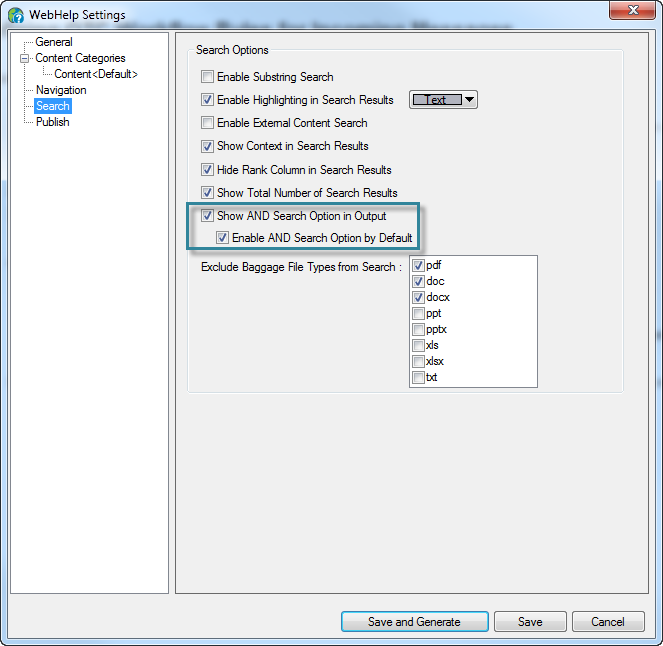 WebHelp Settings
General
Content Categories
Content<Default>
Navigation
Search
Publish
Search Options
Enable Substring Search
Enable Highlighting in Search Results
Text
Enable External Content Search
Show Context in Search Results
Hide Rank Column in Search Results
Show Total Number of Search Results
Show AND Search Option in Output
Enable AND Search Option by Default
Exclude Baggage File Types from Search :
pdf
doc
docx
ppt
pptx
xls
xlsx
txt
Save and Generate
Save
Cancel